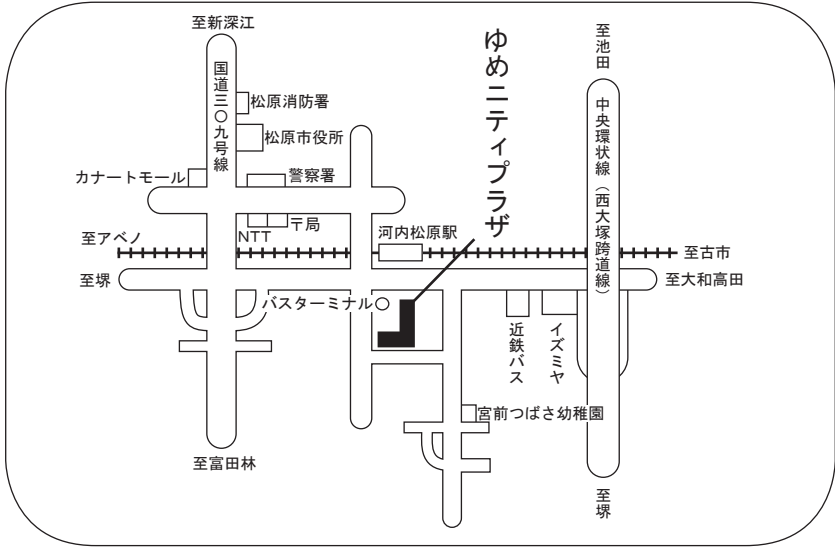 至新深江
国道三〇九号線
松原消防署
松原市役所
カナートモール
警察署
〒局
NTT
至アベノ
河内松原駅
ゆめニティプラザ
至池田
中央環状線（西大塚跨道線）
至古市
至堺
至大和高田
バスターミナル
近鉄バス
イズミヤ
宮前つばさ幼稚園
至富田林
至堺